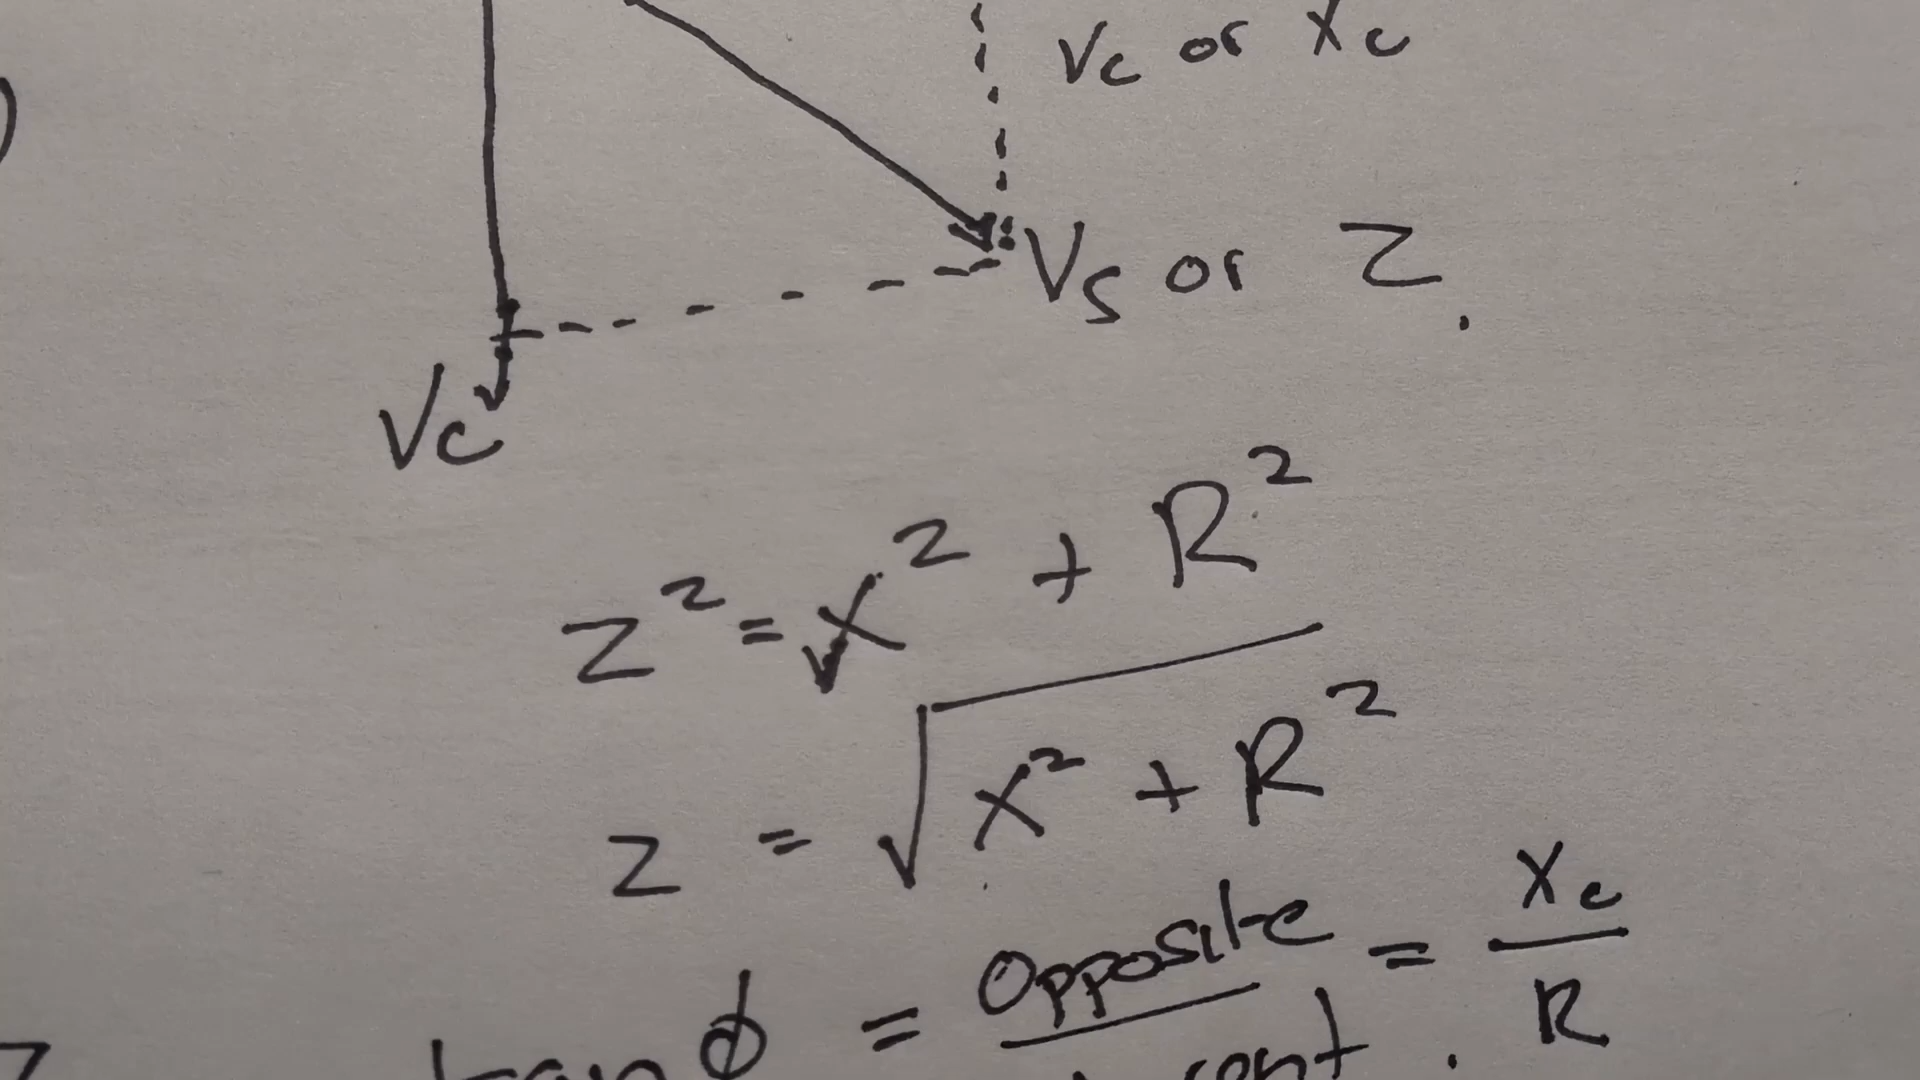 Vc or Xc
Vs or Z.
Vc
Z² = X² + R²
Z = √X² + R²
tan ϕ = Opposite = Xc
R